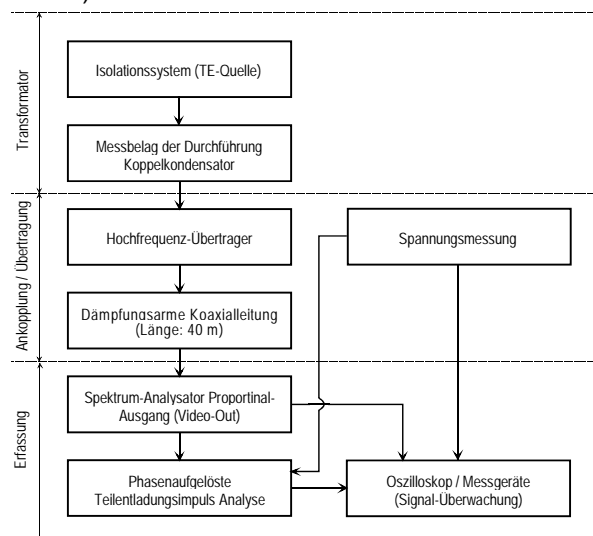 Transformator
Isolationssystem (TE-Quelle)
Messbelag der Durchführung
Koppelkondensator
Ankopplung / Übertragung
Hochfrequenz-Übertrager
Spannungsmessung
Dämpfungsarme Koaxialleitung
(Länge: 40 m)
Erfassung
Spektrum-Analysator Proportinal-
Ausgang (Video-Out)
Phasenaufgelöste
Teilentladungsimpuls Analyse
Oszilloskop / Messgeräte
(Signal-Überwachung)